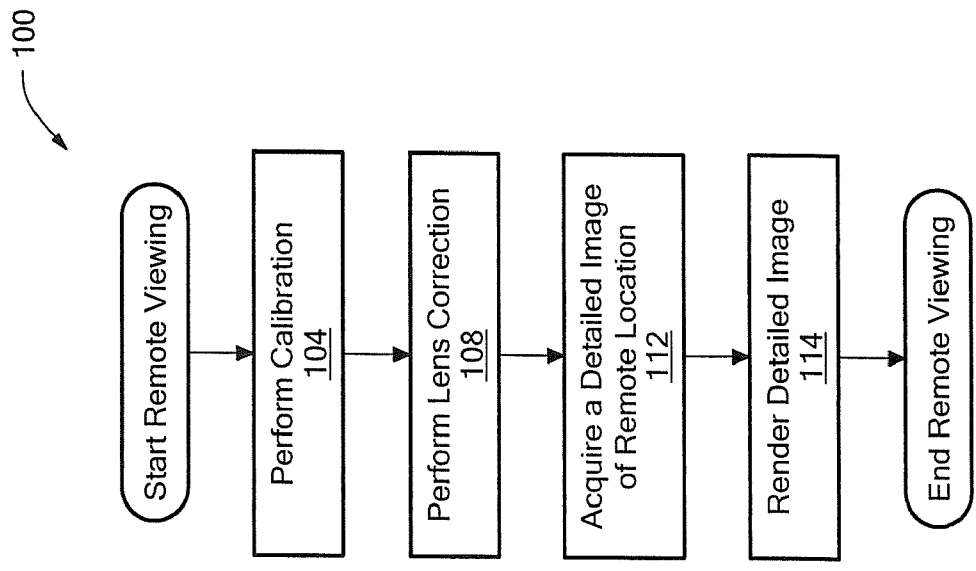 100
Start Remote Viewing
Perform Calibration
104
Perform Lens Correction
108
Acquire a Detailed Image
of Remote Location
112
Render Detailed Image
114
End Remote Viewing